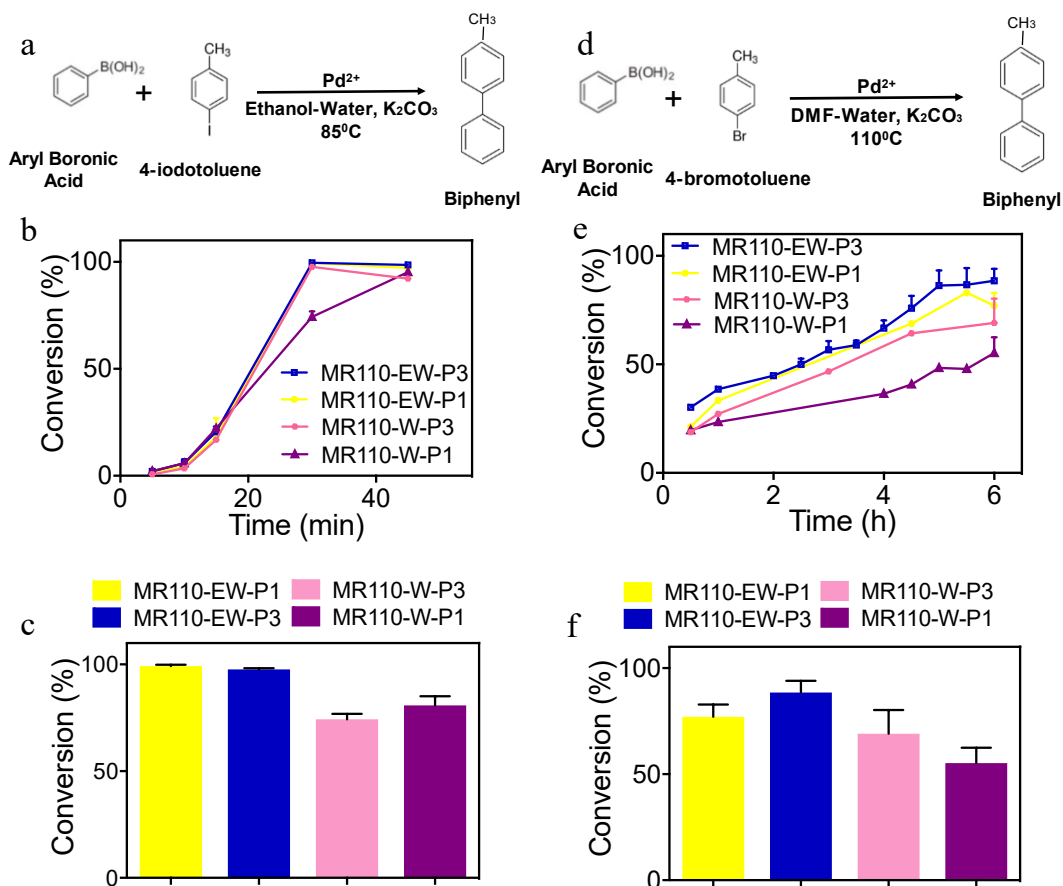 a
CH₃
B(OH)₂
+
CH₃
I
Pd²⁺
Ethanol-Water, K₂CO₃
85⁰C
Aryl Boronic
Acid
4-iodotoluene
Biphenyl
d
CH₃
B(OH)₂
+
CH₃
Br
Pd²⁺
DMF-Water, K₂CO₃
110⁰C
Aryl Boronic
Acid
4-bromotoluene
Biphenyl
b
Conversion (%)
100
50
0
0
20
40
Time (min)
MR110-EW-P3
MR110-EW-P1
MR110-W-P3
MR110-W-P1
e
Conversion (%)
100
50
0
0
2
4
6
Time (h)
MR110-EW-P3
MR110-EW-P1
MR110-W-P3
MR110-W-P1
MR110-EW-P1
MR110-W-P3
MR110-EW-P3
MR110-W-P1
c
Conversion (%)
100
50
0
MR110-EW-P1
MR110-W-P3
MR110-EW-P3
MR110-W-P1
f
Conversion (%)
100
50
0